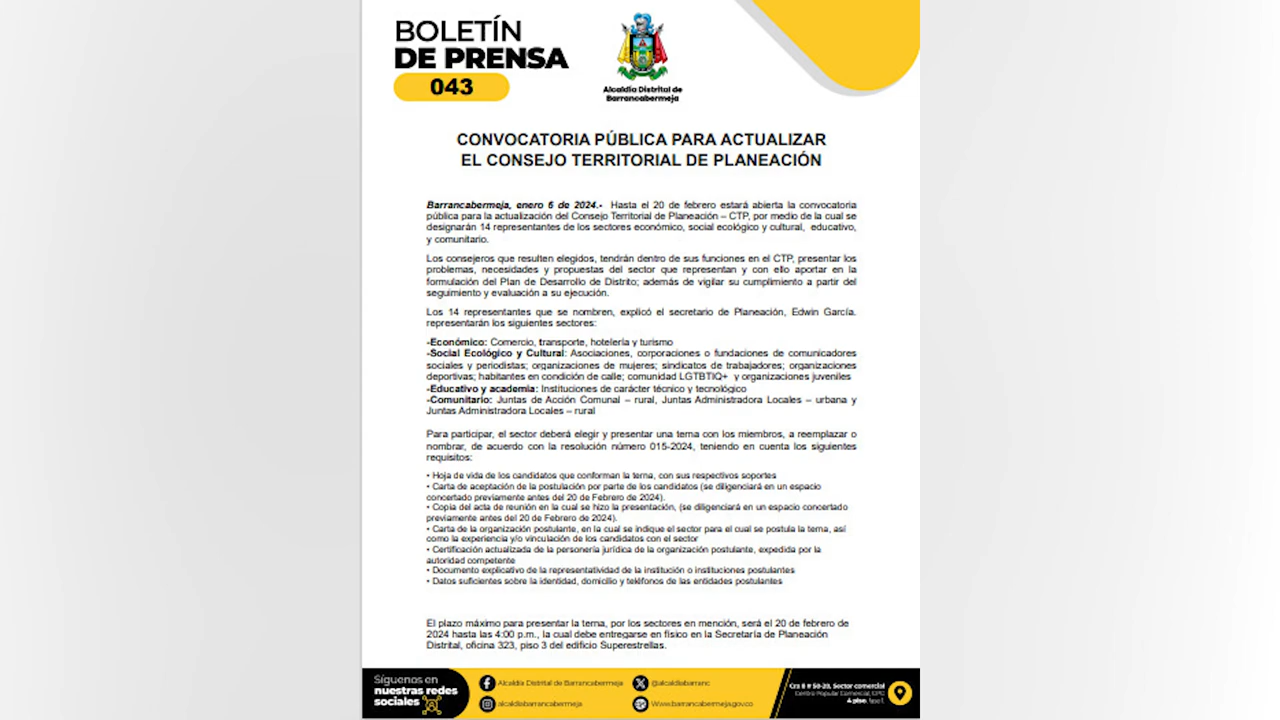 BOLETÍN
DE PRENSA
043
Alcaldía Distrital de
Barrancabermeja
CONVOCATORIA PÚBLICA PARA ACTUALIZAR
EL CONSEJO TERRITORIAL DE PLANEACIÓN
Barrancabermeja, enero 6 de 2024.- Hasta el 20 de febrero estará abierta la convocatoria
pública para la actualización del Consejo Territorial de Planeación – CTP, por medio de la cual se
designarán 14 representantes de los sectores económico, social ecológico y cultural, educativo,
y comunitario.
Los consejeros que resulten elegidos, tendrán dentro de sus funciones en el CTP, presentar los
problemas, necesidades y propuestas del sector que representan y con ello aportar en la
formulación del Plan de Desarrollo de Distrito; además de vigilar su cumplimiento a partir del
seguimiento y evaluación a su ejecución.
Los 14 representantes que se nombren, explicó el secretario de Planeación, Edwin García.
representarán los siguientes sectores:
-Económico: Comercio, transporte, hotelería y turismo
-Social Ecológico y Cultural: Asociaciones, corporaciones o fundaciones de comunicadores
sociales y periodistas; organizaciones de mujeres; sindicatos de trabajadores; organizaciones
deportivas; habitantes en condición de calle; comunidad LGTBTIQ+ y organizaciones juveniles
-Educativo y academia: Instituciones de carácter técnico y tecnológico
-Comunitario: Juntas de Acción Comunal – rural, Juntas Administradora Locales – urbana y
Juntas Administradora Locales – rural
Para participar, el sector deberá elegir y presentar una terna con los miembros, a reemplazar o
nombrar, de acuerdo con la resolución número 015-2024, teniendo en cuenta los siguientes
requisitos:
• Hoja de vida de los candidatos que conforman la terna, con sus respectivos soportes
• Carta de aceptación de la postulación por parte de los candidatos (se diligenciará en un espacio
concertado previamente antes del 20 de Febrero de 2024).
• Copia del acta de reunión en la cual se hizo la presentación, (se diligenciará en un espacio concertado
previamente antes del 20 de Febrero de 2024).
• Carta de la organización postulante, en la cual se indique el sector para el cual se postula la terna, así
como la experiencia y/o vinculación de los candidatos con el sector
• Certificación actualizada de la personería jurídica de la organización postulante, expedida por la
autoridad competente
• Documento explicativo de la representatividad de la institución o instituciones postulantes
• Datos suficientes sobre la identidad, domicilio y teléfonos de las entidades postulantes
El plazo máximo para presentar la terna, por los sectores en mención, será el 20 de febrero de
2024 hasta las 4:00 p.m., la cual debe entregarse en físico en la Secretaría de Planeación
Distrital, oficina 323, piso 3 del edificio Superestrellas.
Síguenos en
nuestras redes
sociales
Alcaldía Distrital de Barrancabermeja
@alcaldiabarranc
alcaldiabarrancabermeja
Www.barrancabermeja.gov.co
Cra 6 # 50-29, Sector comercial
Centro Popular Comercial, CPC
4 piso, fase 1.